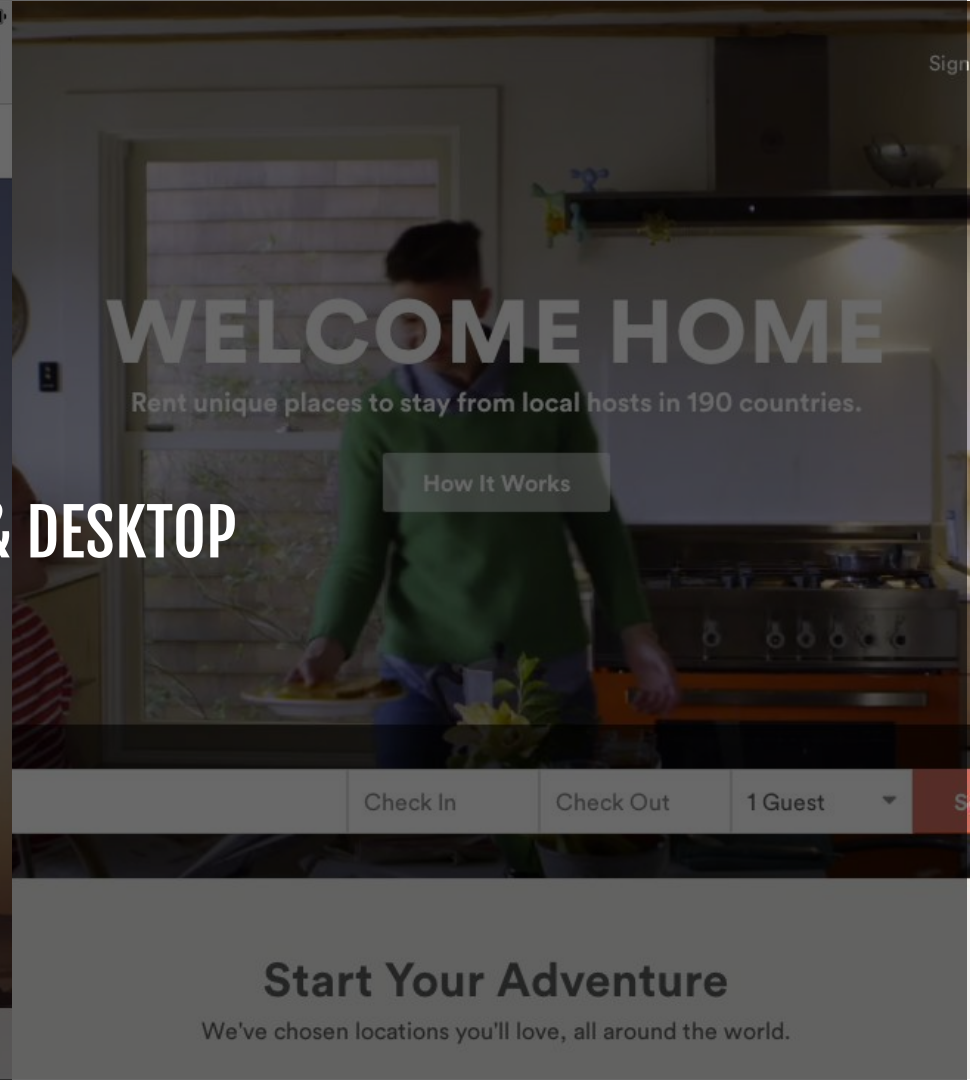 Sign
WELCOME HOME
Rent unique places to stay from local hosts in 190 countries.
How It Works
& DESKTOP
Check In
Check Out
1 Guest
S
Start Your Adventure
We've chosen locations you'll love, all around the world.